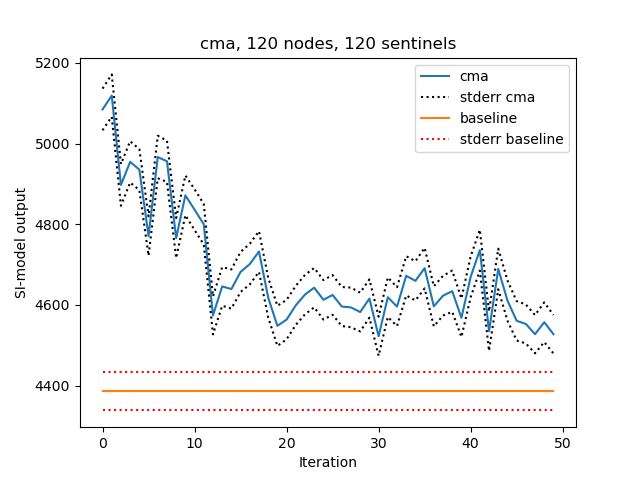 cma, 120 nodes, 120 sentinels
5200
5000
4800
4600
4400
SI-model output
cma
stderr cma
baseline
stderr baseline
0 10 20 30 40 50
Iteration